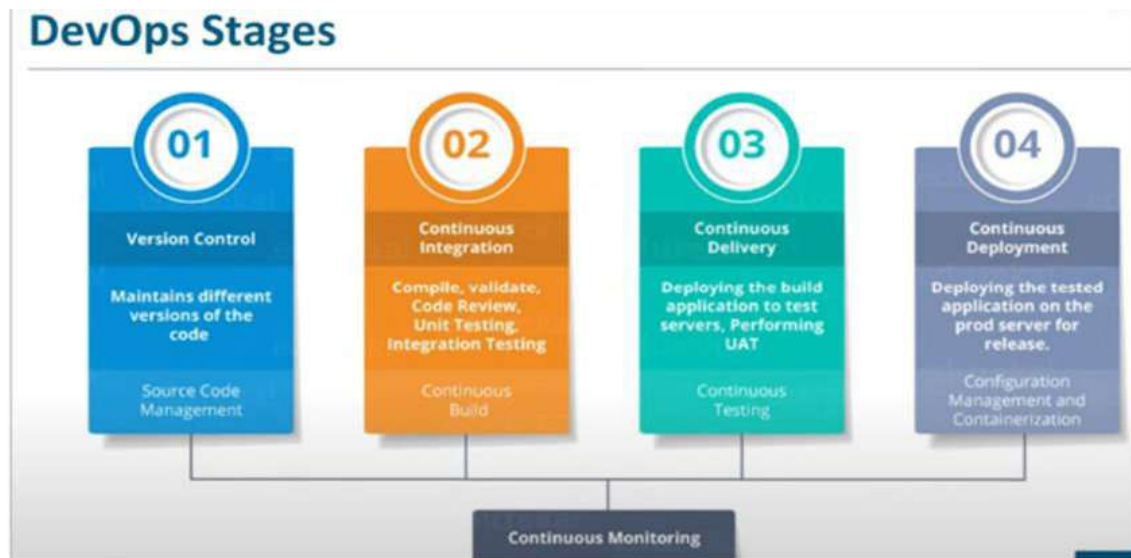 DevOps Stages
01
Version Control
Maintains different
versions of the
code
Source Code
Management
02
Continuous
Integration
Compile, validate,
Code Review,
Unit Testing,
Integration Testing
Continuous
Build
03
Continuous
Delivery
Deploying the build
application to test
servers, Performing
UAT
Continuous
Testing
04
Continuous
Deployment
Deploying the tested
application on the
prod server for
release.
Configuration
Management and
Containerization
Continuous Monitoring